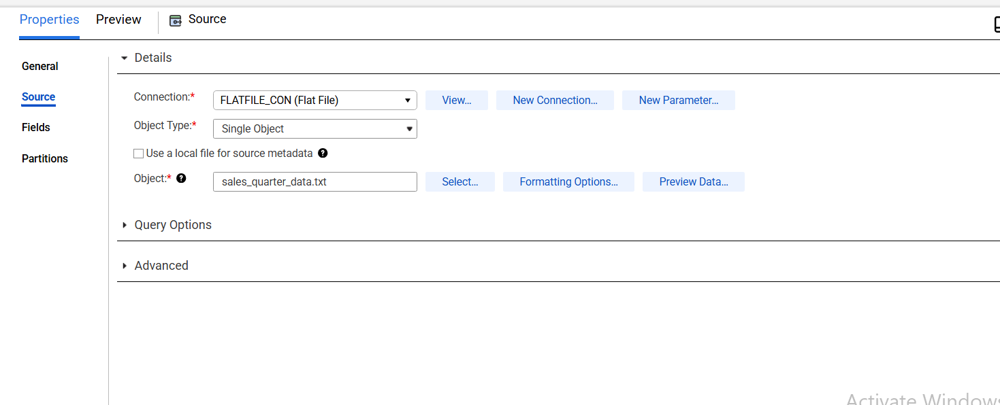 Properties Preview Source
General
Source
Fields
Partitions
Details
Connection:* FLATFILE_CON (Flat File) View... New Connection... New Parameter...
Object Type:* Single Object
Use a local file for source metadata ?
Object:* ? sales_quarter_data.txt Select... Formatting Options... Preview Data...
Query Options
Advanced
Activate Windows